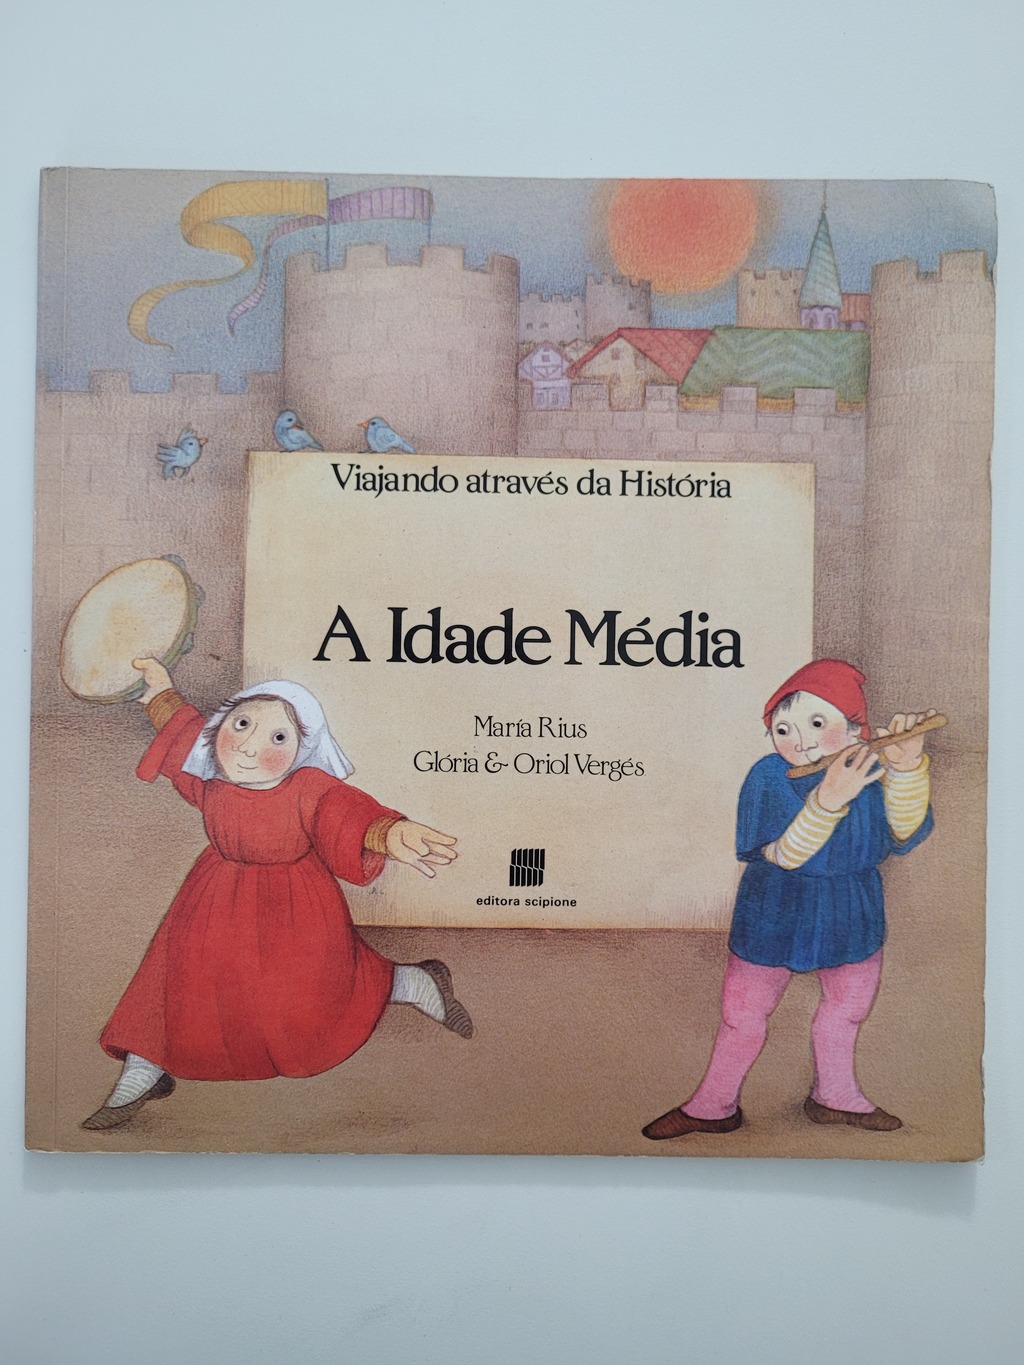 Viajando através da História
A Idade Média
María Rius
Glória & Oriol Vergés
editora scipione